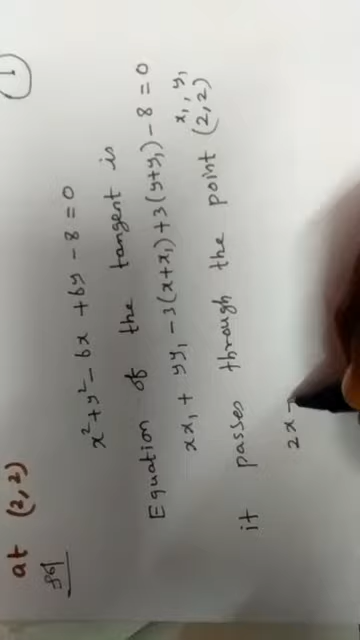 at (2,2)
x²+y²-6x+6y-8=0
Equation of the tangent is
xx₁+yy₁-3(x+x₁)+3(y+y₁)-8=0
x₁, y₁
it passes through the point (2,2)
2x